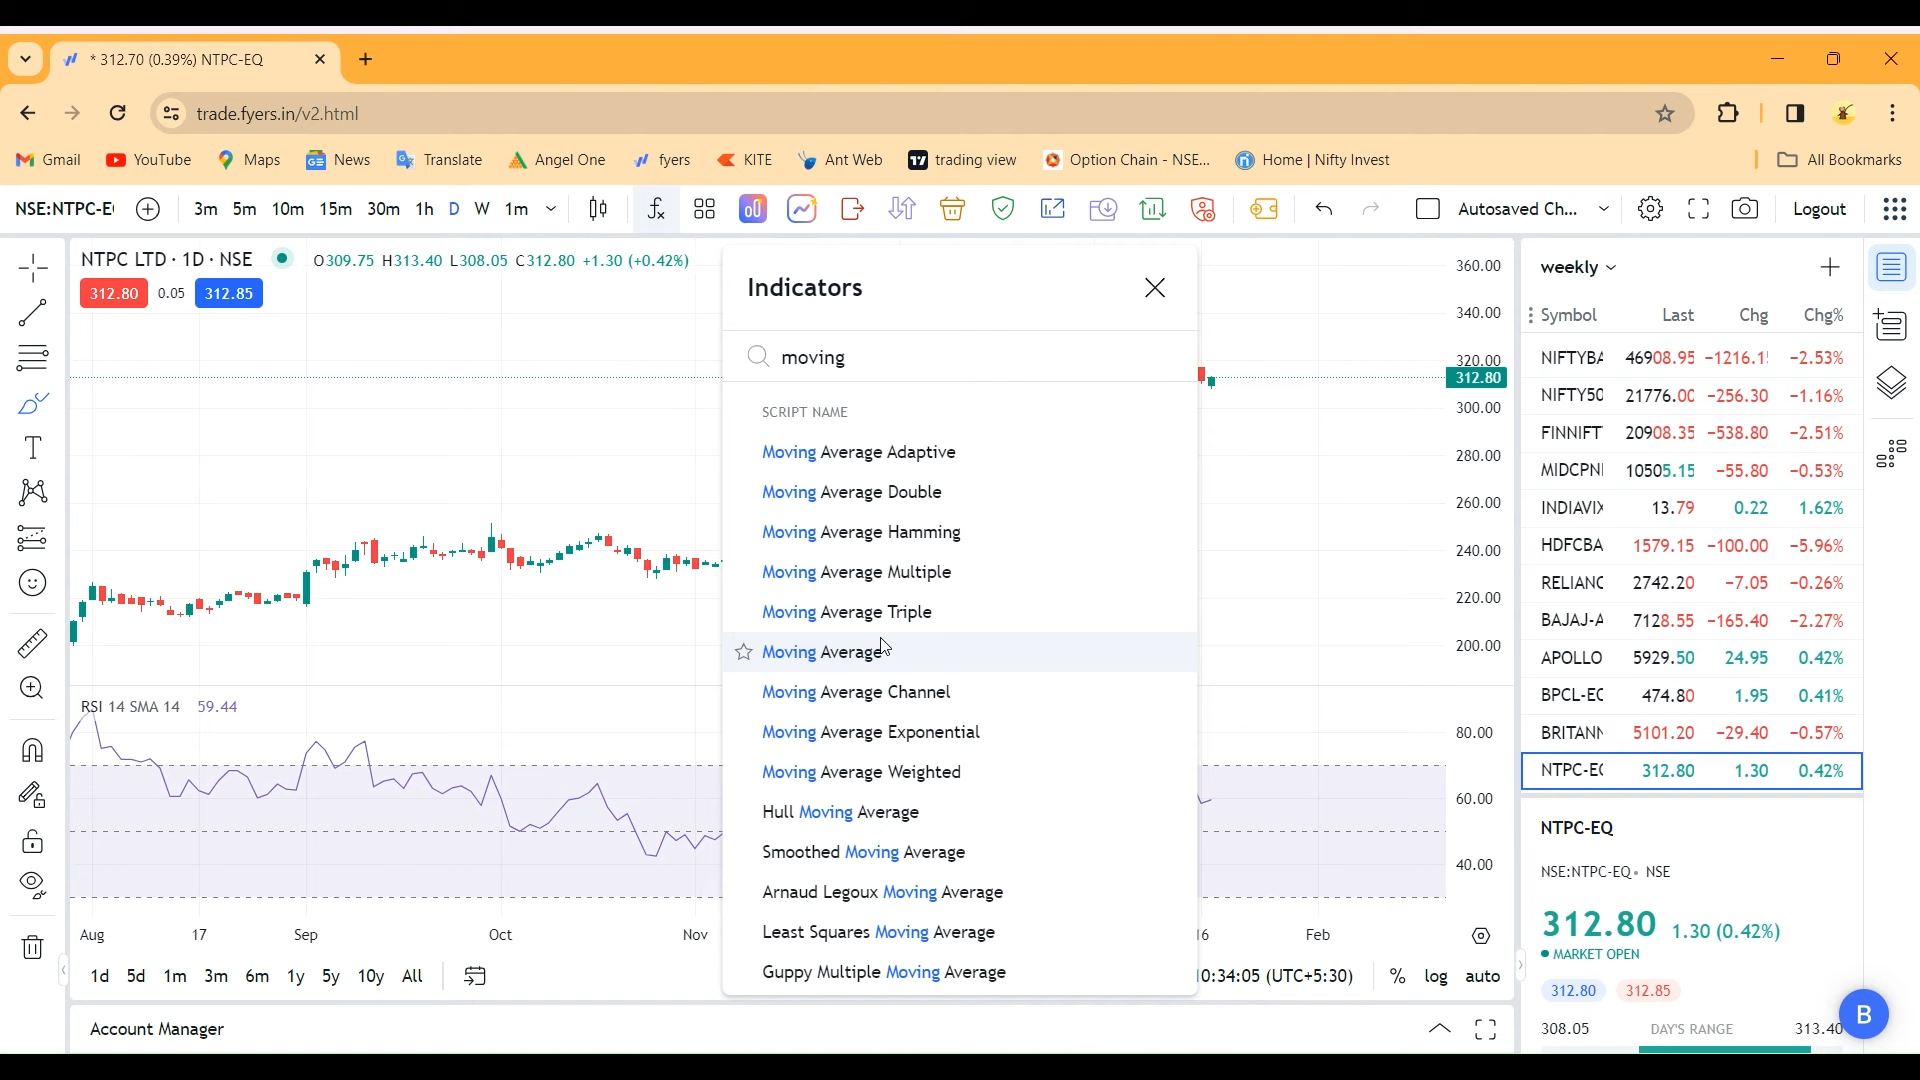 * 312.70 (0.39%) NTPC-EQ
trade.fyers.in/v2.html
Gmail YouTube Maps News Translate Angel One fyers KITE Ant Web trading view Option Chain - NSE... Home | Nifty Invest All Bookmarks
NSE:NTPC-E 3m 5m 10m 15m 30m 1h D W 1m Autosaved Ch... Logout
NTPC LTD · 1D · NSE O309.75 H313.40 L308.05 C312.80 +1.30 (+0.42%)
312.80 0.05 312.85
360.00
340.00
320.00
312.80
300.00
280.00
260.00
240.00
220.00
200.00
RSI 14 SMA 14 59.44
80.00
60.00
40.00
Aug 17 Sep Oct Nov 16 Feb
1d 5d 1m 3m 6m 1y 5y 10y All 0:34:05 (UTC+5:30) % log auto
Account Manager
Indicators
moving
SCRIPT NAME
Moving Average Adaptive
Moving Average Double
Moving Average Hamming
Moving Average Multiple
Moving Average Triple
Moving Average
Moving Average Channel
Moving Average Exponential
Moving Average Weighted
Hull Moving Average
Smoothed Moving Average
Arnaud Legoux Moving Average
Least Squares Moving Average
Guppy Multiple Moving Average
weekly
Symbol Last Chg Chg%
NIFTYBA 46908.95 -1216.1 -2.53%
NIFTY50 21776.00 -256.30 -1.16%
FINNIFT 20908.35 -538.80 -2.51%
MIDCPNI 10505.15 -55.80 -0.53%
INDIAVIX 13.79 0.22 1.62%
HDFCBA 1579.15 -100.00 -5.96%
RELIANC 2742.20 -7.05 -0.26%
BAJAJ-A 7128.55 -165.40 -2.27%
APOLLO 5929.50 24.95 0.42%
BPCL-EC 474.80 1.95 0.41%
BRITANN 5101.20 -29.40 -0.57%
NTPC-EC 312.80 1.30 0.42%
NTPC-EQ
NSE:NTPC-EQ • NSE
312.80 1.30 (0.42%)
MARKET OPEN
312.80 312.85
308.05 DAY'S RANGE 313.40
B